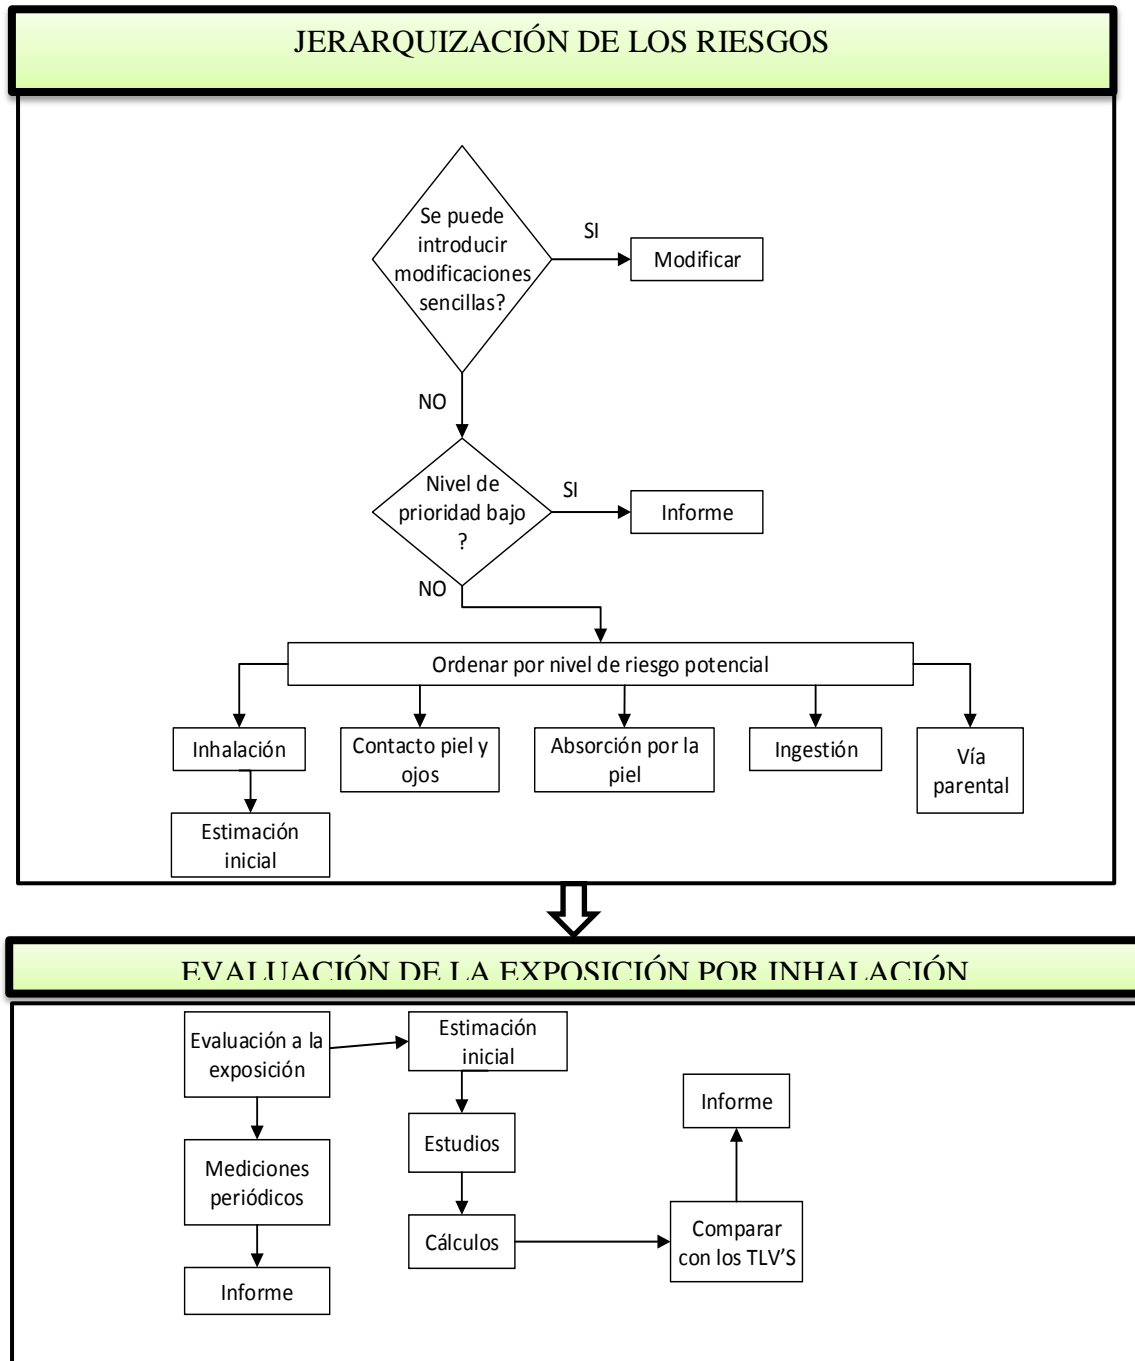 JERARQUIZACIÓN DE LOS RIESGOS
Se puede
introducir
modificaciones
sencillas?
SI
Modificar
NO
Nivel de
prioridad bajo
?
SI
Informe
NO
Ordenar por nivel de riesgo potencial
Inhalación
Contacto piel y
ojos
Absorción por la
piel
Ingestión
Vía
parental
Estimación
inicial
EVALUACIÓN DE LA EXPOSICIÓN POR INHALACIÓN
Evaluación a la
exposición
Estimación
inicial
Informe
Estudios
Mediciones
periódicos
Cálculos
Comparar
con los TLV'S
Informe